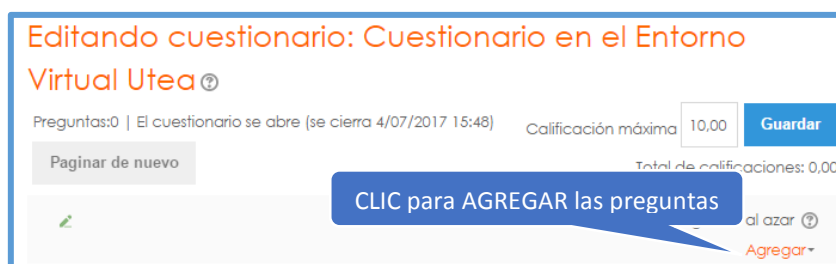 Editando cuestionario: Cuestionario en el Entorno
Virtual Utea
Preguntas:0 | El cuestionario se abre (se cierra 4/07/2017 15:48)
Calificación máxima 10,00 Guardar
Paginar de nuevo
Total de calificaciones: 0,00
CLIC para AGREGAR las preguntas
al azar
Agregar